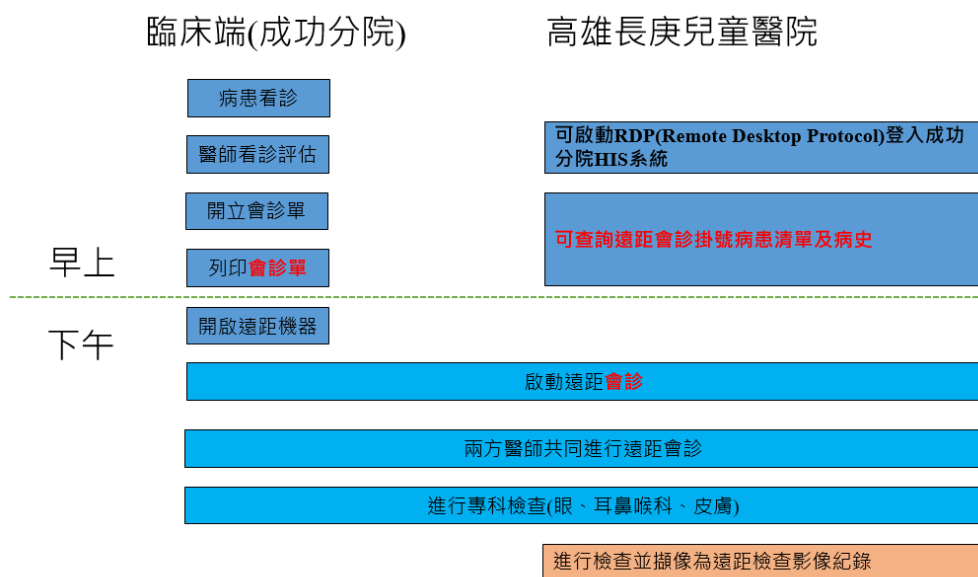 臨床端(成功分院)
高雄長庚兒童醫院
病患看診
醫師看診評估
可啟動RDP(Remote Desktop Protocol)登入成功
分院HIS系統
開立會診單
可查詢遠距會診掛號病患清單及病史
早上
列印會診單
下午
開啟遠距機器
啟動遠距會診
兩方醫師共同進行遠距會診
進行專科檢查(眼、耳鼻喉科、皮膚)
進行檢查並擷像為遠距檢查影像紀錄